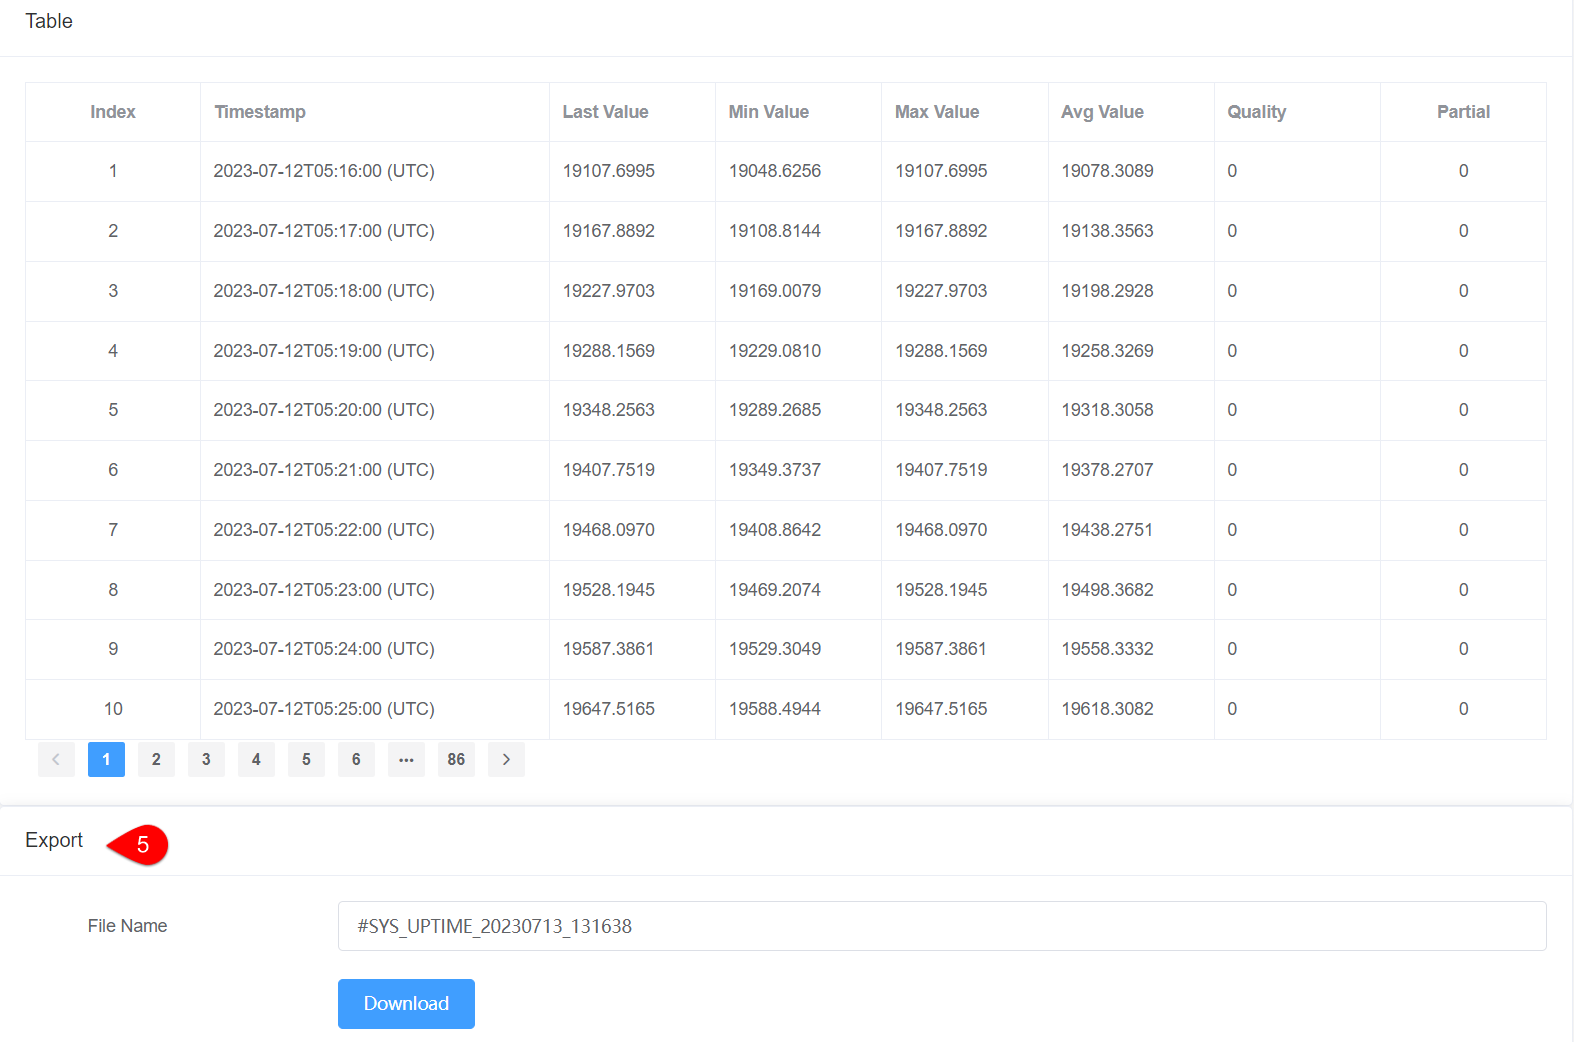 Table
Index Timestamp Last Value Min Value Max Value Avg Value Quality Partial
1 2023-07-12T05:16:00 (UTC) 19107.6995 19048.6256 19107.6995 19078.3089 0 0
2 2023-07-12T05:17:00 (UTC) 19167.8892 19108.8144 19167.8892 19138.3563 0 0
3 2023-07-12T05:18:00 (UTC) 19227.9703 19169.0079 19227.9703 19198.2928 0 0
4 2023-07-12T05:19:00 (UTC) 19288.1569 19229.0810 19288.1569 19258.3269 0 0
5 2023-07-12T05:20:00 (UTC) 19348.2563 19289.2685 19348.2563 19318.3058 0 0
6 2023-07-12T05:21:00 (UTC) 19407.7519 19349.3737 19407.7519 19378.2707 0 0
7 2023-07-12T05:22:00 (UTC) 19468.0970 19408.8642 19468.0970 19438.2751 0 0
8 2023-07-12T05:23:00 (UTC) 19528.1945 19469.2074 19528.1945 19498.3682 0 0
9 2023-07-12T05:24:00 (UTC) 19587.3861 19529.3049 19587.3861 19558.3332 0 0
10 2023-07-12T05:25:00 (UTC) 19647.5165 19588.4944 19647.5165 19618.3082 0 0
< 1 2 3 4 5 6 ••• 86 >
Export 5
File Name #SYS_UPTIME_20230713_131638
Download